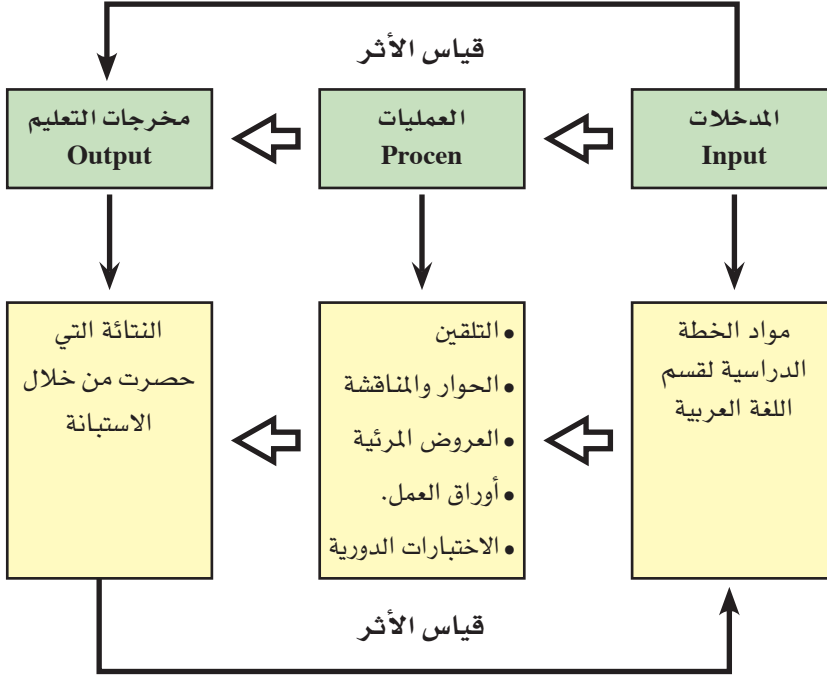 قياس الأثر
المدخلات
Input
العمليات
Procen
مخرجات التعليم
Output
مواد الخطة
الدراسية لقسم
اللغة العربية
• التلقين
• الحوار والمناقشة
• العروض المرئية
• أوراق العمل.
• الاختبارات الدورية
النتائة التي
حصرت من خلال
الاستبانة
قياس الأثر